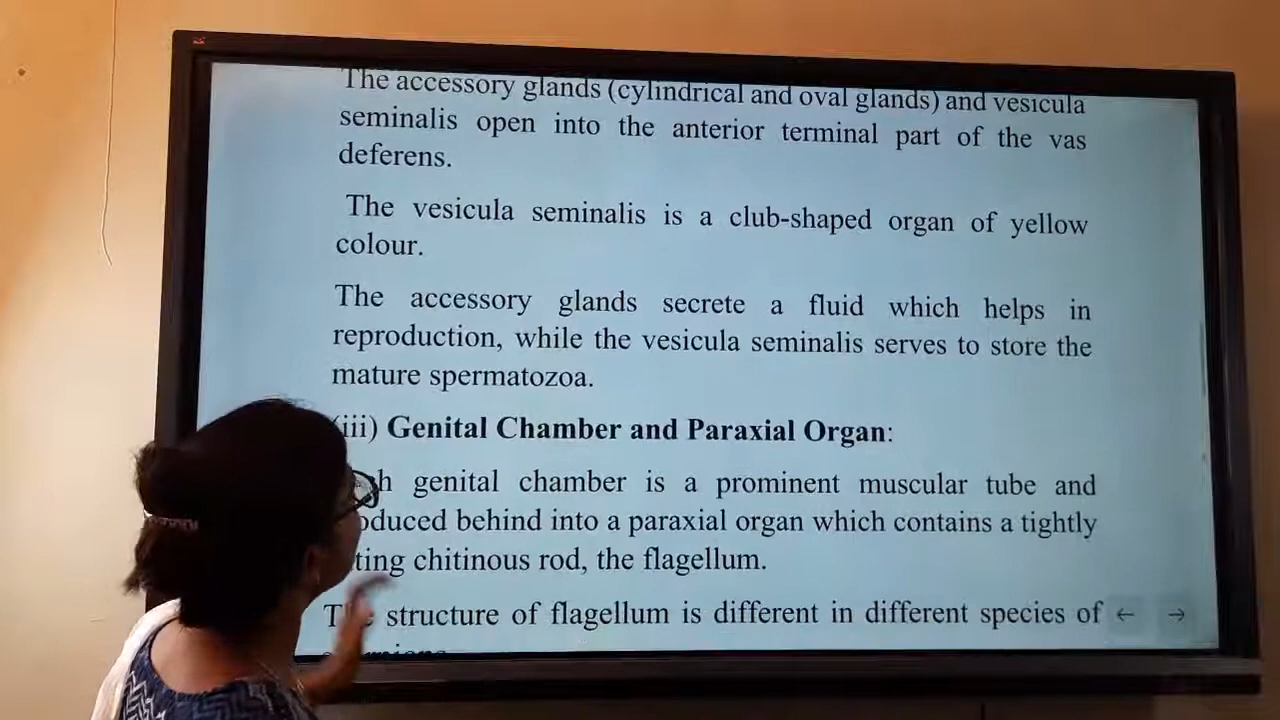 The accessory glands (cylindrical and oval glands) and vesicula
seminalis open into the anterior terminal part of the vas
deferens.
The vesicula seminalis is a club-shaped organ of yellow
colour.
The accessory glands secrete a fluid which helps in
reproduction, while the vesicula seminalis serves to store the
mature spermatozoa.
(iii) Genital Chamber and Paraxial Organ:
genital chamber is a prominent muscular tube and
behind into a paraxial organ which contains a tightly
chitinous rod, the flagellum.
structure of flagellum is different in different species of